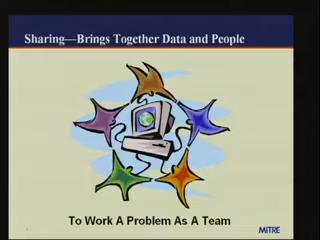 Sharing—Brings Together Data and People
To Work A Problem As A Team
MITRE